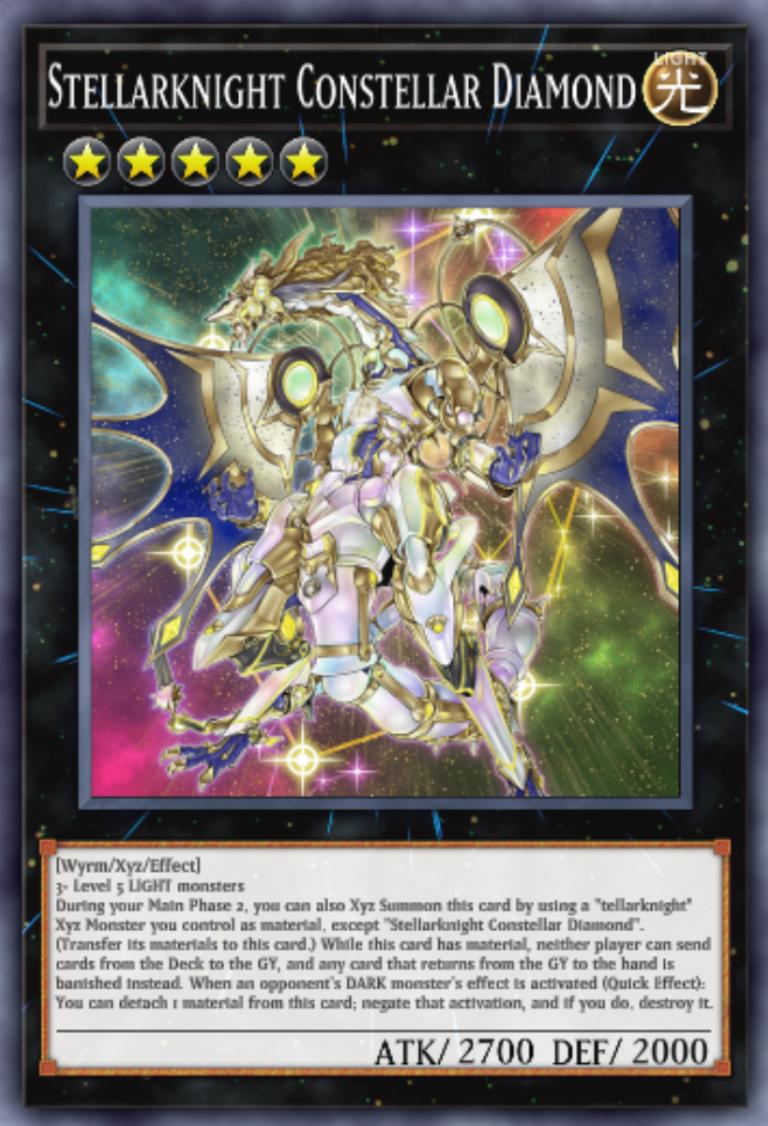 STELLARKNIGHT CONSTELLAR DIAMOND
LIGHT
光
[Wyrm/Xyz/Effect]
3- Level 5 LIGHT monsters
During your Main Phase 2, you can also Xyz Summon this card by using a "tellarknight"
Xyz Monster you control as material, except "Stellarknight Constellar Diamond".
(Transfer its materials to this card.) While this card has material, neither player can send
cards from the Deck to the GY, and any card that returns from the GY to the hand is
banished instead. When an opponent's DARK monster's effect is activated (Quick Effect):
You can detach 1 material from this card; negate that activation, and if you do, destroy it.
ATK/ 2700 DEF/ 2000